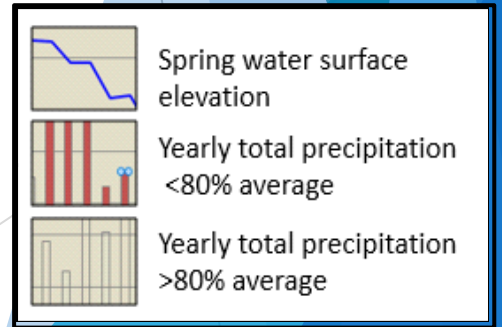 Spring water surface
elevation
Yearly total precipitation
<80% average
Yearly total precipitation
>80% average